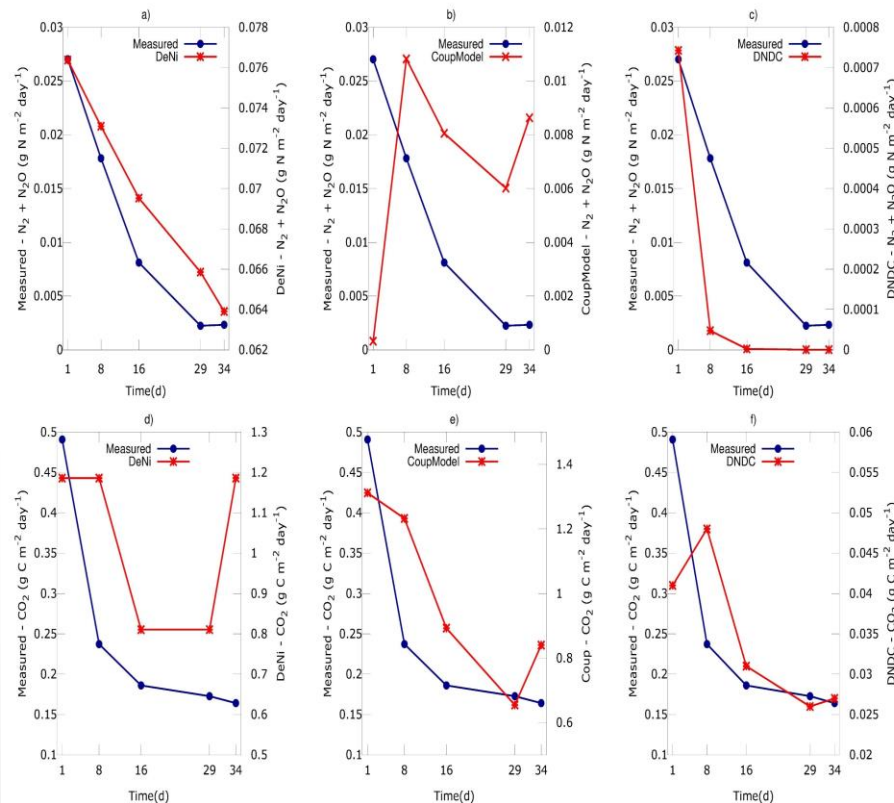 a)
Measured
DeNi
0.03
0.025
0.02
0.015
0.01
0.005
0
0.078
0.076
0.074
0.072
0.07
0.068
0.066
0.064
0.062
1 8 16 29 34
Time(d)
Measured - N₂ + N₂O (g N m⁻² day⁻¹)
DeNi - N₂ + N₂O (g N m⁻² day⁻¹)
b)
Measured
CoupModel
0.03
0.025
0.02
0.015
0.01
0.005
0
0.012
0.01
0.008
0.006
0.004
0.002
0
1 8 16 29 34
Time(d)
Measured - N₂ + N₂O (g N m⁻² day⁻¹)
CoupModel - N₂ + N₂O (g N m⁻² day⁻¹)
c)
Measured
DNDC
0.03
0.025
0.02
0.015
0.01
0.005
0
0.0008
0.0007
0.0006
0.0005
0.0004
0.0003
0.0002
0.0001
0
1 8 16 29 34
Time(d)
Measured - N₂ + N₂O (g N m⁻² day⁻¹)
DNDC - N₂ + N₂O (g N m⁻² day⁻¹)
d)
Measured
DeNi
0.5
0.45
0.4
0.35
0.3
0.25
0.2
0.15
0.1
1.3
1.2
1.1
1
0.9
0.8
0.7
0.6
0.5
1 8 16 29 34
Time(d)
Measured - CO₂ (g C m⁻² day⁻¹)
DeNi - CO₂ (g C m⁻² day⁻¹)
e)
Measured
CoupModel
0.5
0.45
0.4
0.35
0.3
0.25
0.2
0.15
0.1
1.4
1.2
1
0.8
0.6
1 8 16 29 34
Time(d)
Measured - CO₂ (g C m⁻² day⁻¹)
Coup - CO₂ (g C m⁻² day⁻¹)
f)
Measured
DNDC
0.5
0.45
0.4
0.35
0.3
0.25
0.2
0.15
0.1
0.06
0.055
0.05
0.045
0.04
0.035
0.03
0.025
0.02
1 8 16 29 34
Time(d)
Measured - CO₂ (g C m⁻² day⁻¹)
DNDC - CO₂ (g C m⁻² day⁻¹)